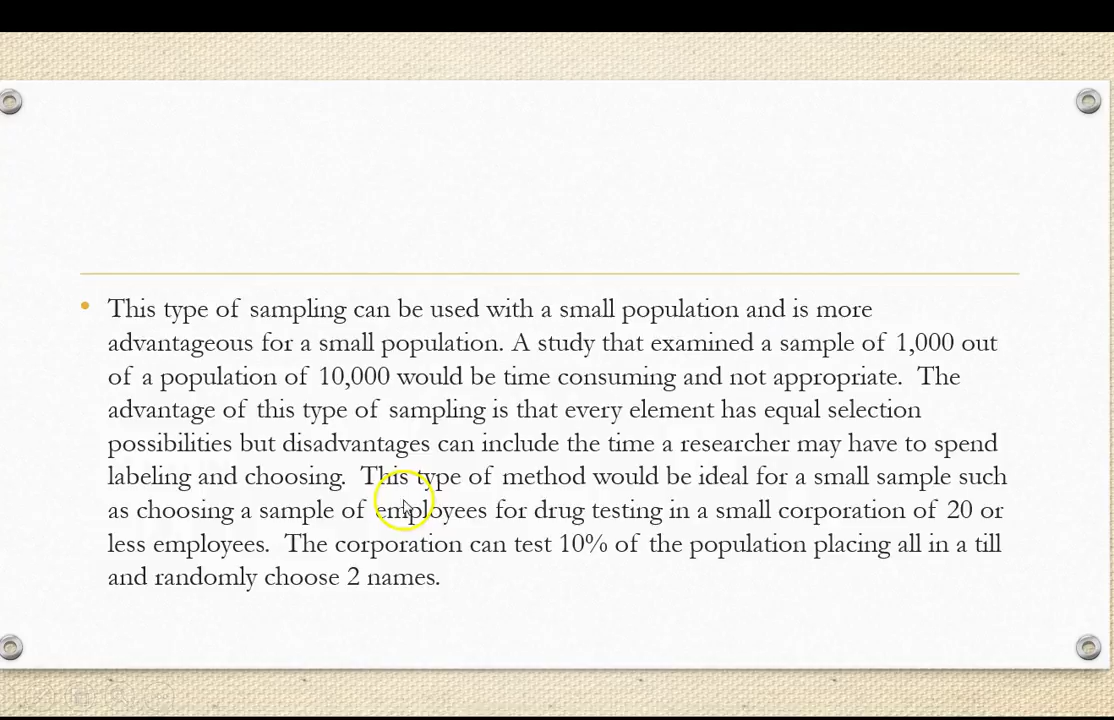 This type of sampling can be used with a small population and is more
advantageous for a small population. A study that examined a sample of 1,000 out
of a population of 10,000 would be time consuming and not appropriate. The
advantage of this type of sampling is that every element has equal selection
possibilities but disadvantages can include the time a researcher may have to spend
labeling and choosing. This type of method would be ideal for a small sample such
as choosing a sample of employees for drug testing in a small corporation of 20 or
less employees. The corporation can test 10% of the population placing all in a till
and randomly choose 2 names.